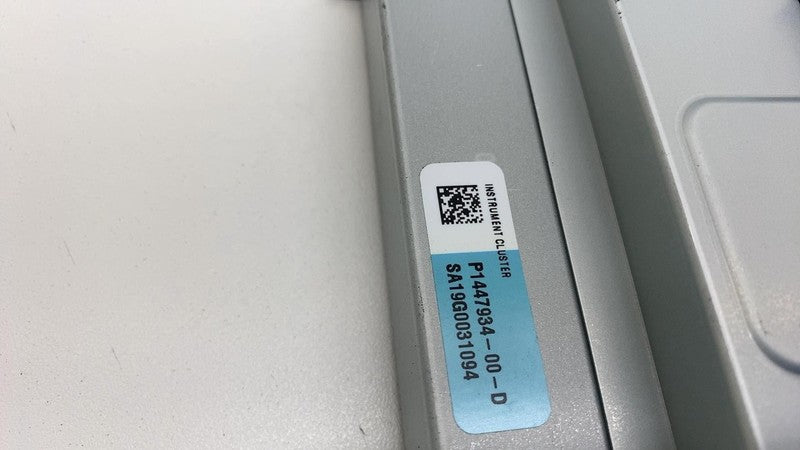 INSTRUMENT CLUSTER
P1447934-00-D
SA19G0031094